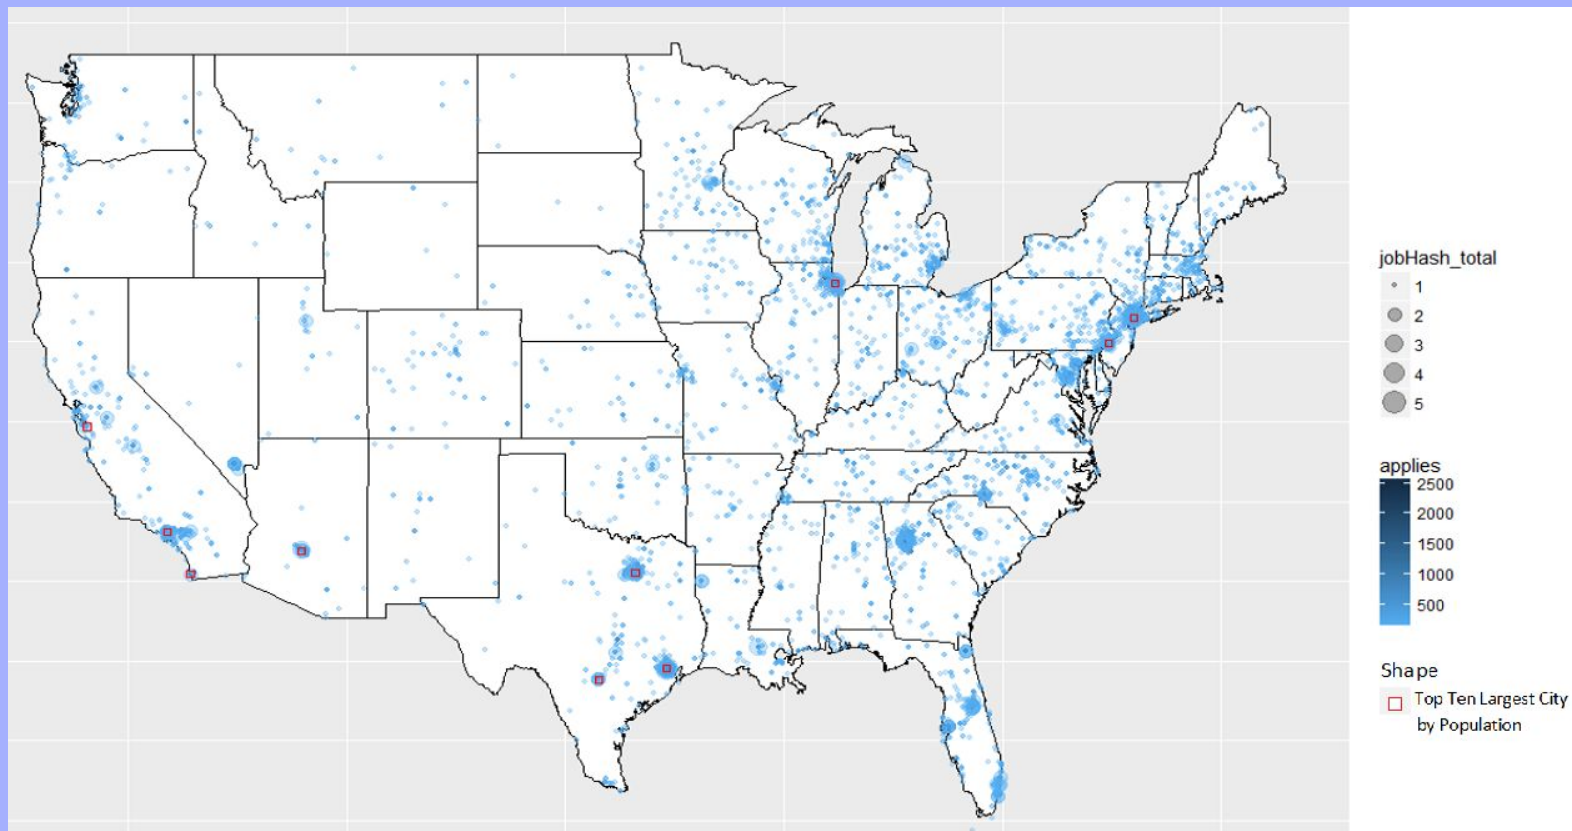 jobHash_total
1
2
3
4
5
applies
2500
2000
1500
1000
500
Shape
Top Ten Largest City
by Population